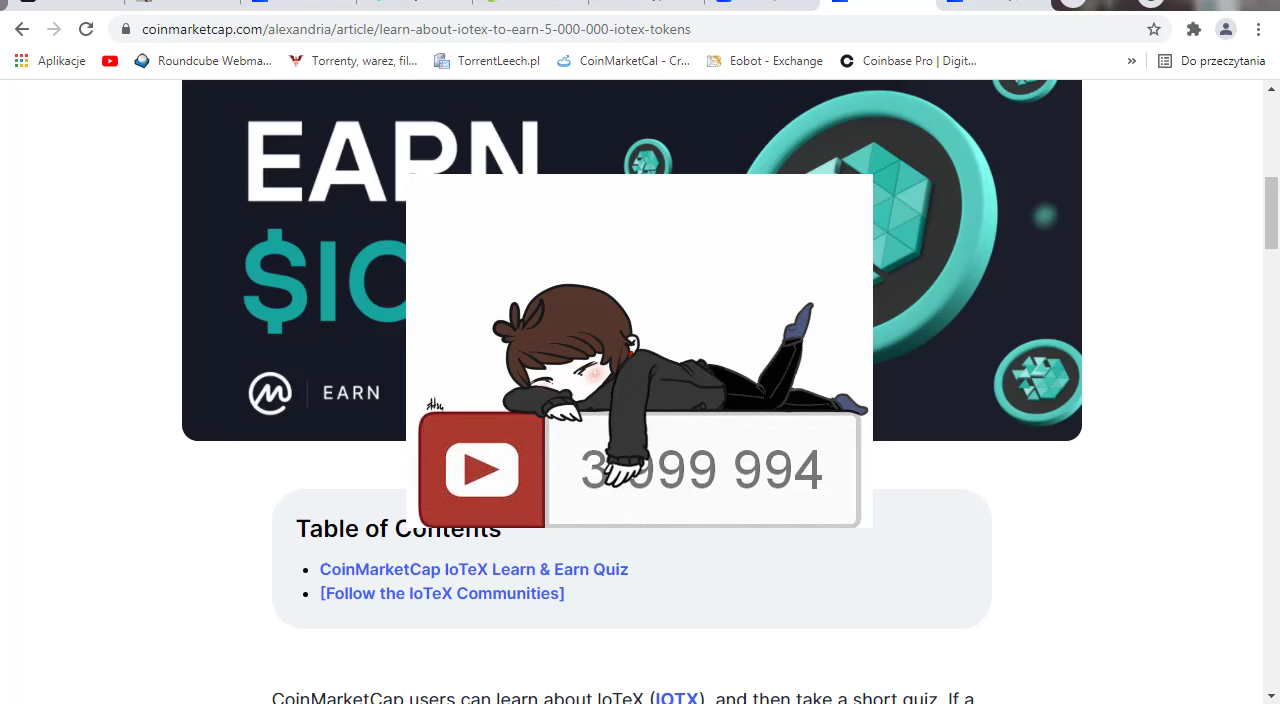 coinmarketcap.com/alexandria/article/learn-about-iotex-to-earn-5-000-000-iotex-tokens
Aplikacje
Roundcube Webma...
Torrenty, warez, fil...
TorrentLeech.pl
CoinMarketCal - Cr...
Eobot - Exchange
Coinbase Pro | Digit...
»
Do przeczytania
EARN
$IO
EARN
3 999 994
Table of Contents
• CoinMarketCap IoTeX Learn & Earn Quiz
• [Follow the IoTeX Communities]
CoinMarketCap users can learn about IoTeX (IOTX), and then take a short quiz. If a